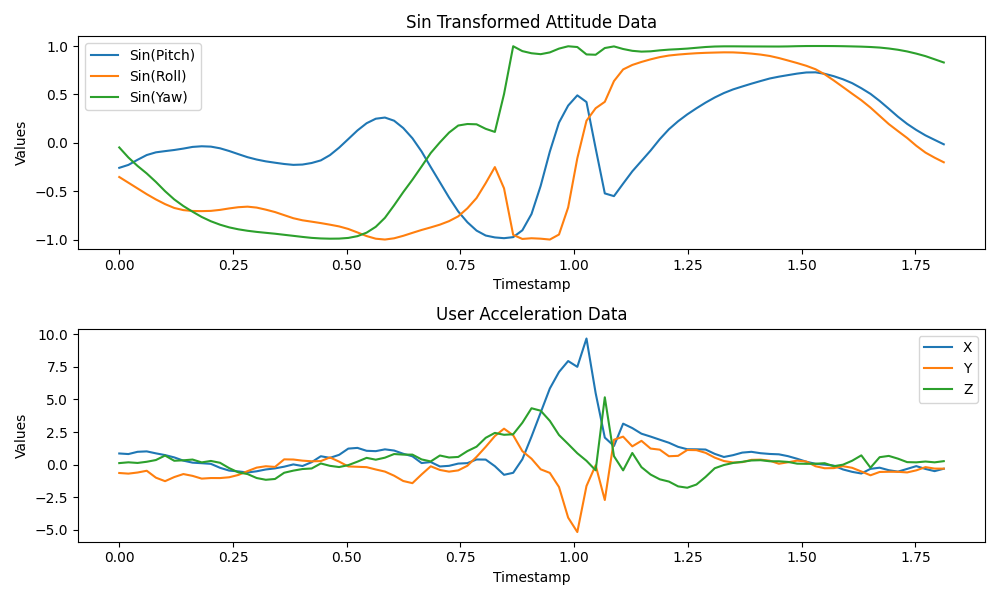 Sin Transformed Attitude Data
Sin(Pitch)
Sin(Roll)
Sin(Yaw)
Values
1.0
0.5
0.0
−0.5
−1.0
0.00 0.25 0.50 0.75 1.00 1.25 1.50 1.75
Timestamp
User Acceleration Data
X
Y
Z
Values
10.0
7.5
5.0
2.5
0.0
−2.5
−5.0
0.00 0.25 0.50 0.75 1.00 1.25 1.50 1.75
Timestamp